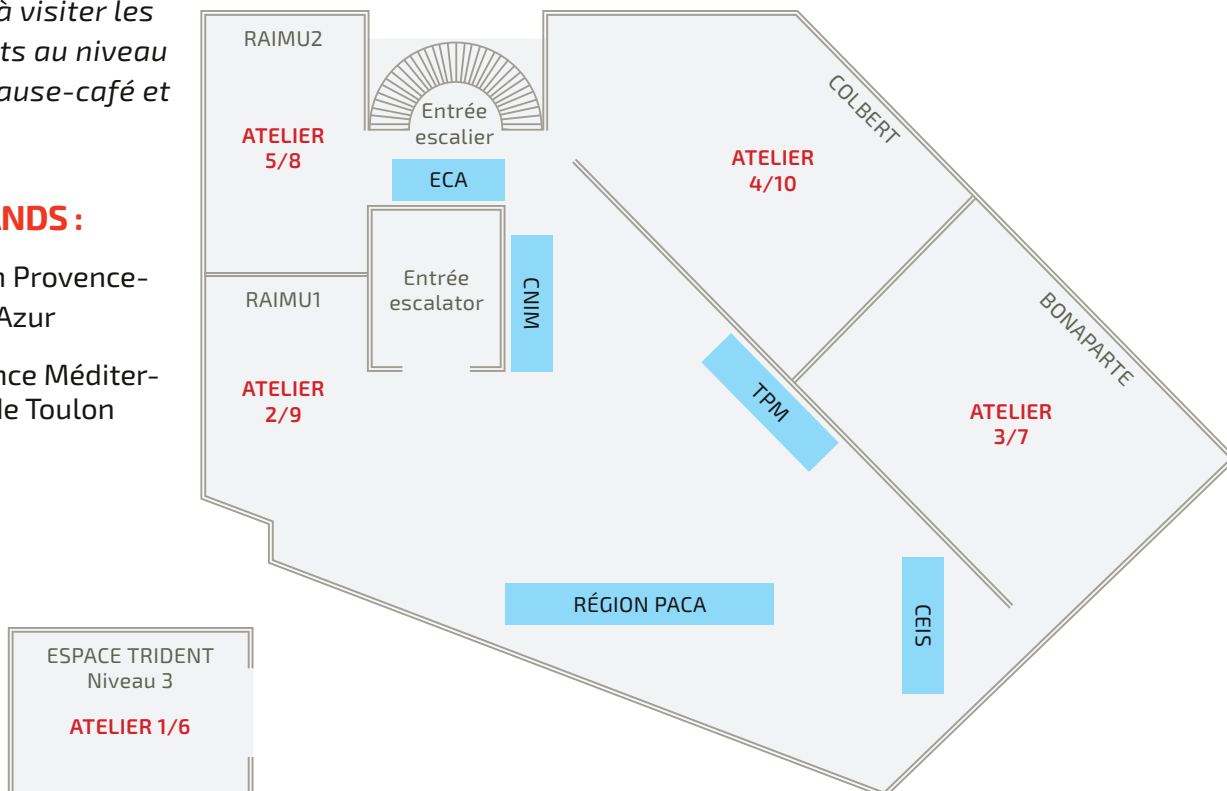 à visiter les
ts au niveau
ause-café et
ANDS :
n Provence-
Azur
nce Méditer-
de Toulon
RAIMU2
ATELIER
5/8
Entrée
escalier
ECA
COLBERT
ATELIER
4/10
RAIMU1
ATELIER
2/9
Entrée
escalator
CNIM
TPM
BONAPARTE
ATELIER
3/7
RÉGION PACA
CEIS
ESPACE TRIDENT
Niveau 3
ATELIER 1/6